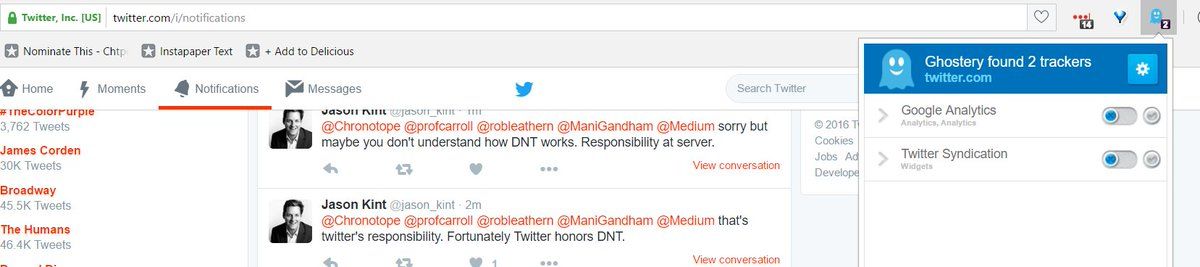 Twitter, Inc. [US]
twitter.com/i/notifications
14
2
Nominate This - Chtp
Instapaper Text
+ Add to Delicious
Home
Moments
Notifications
Messages
Search Twitter
#TheColorPurple
3,762 Tweets
James Corden
30K Tweets
Broadway
45.5K Tweets
The Humans
46.4K Tweets
Jason Kint @jason_kint · 1m
@Chronotope @profcarroll @robleathern @ManiGandham @Medium sorry but
maybe you don't understand how DNT works. Responsibility at server.
View conversation
Jason Kint @jason_kint · 2m
@Chronotope @profcarroll @robleathern @ManiGandham @Medium that's
twitter's responsibility. Fortunately Twitter honors DNT.
1
View conversation
© 2016 Tw
Cookies
Jobs Ad
Develope
Ghostery found 2 trackers
twitter.com
Google Analytics
Analytics, Analytics
Twitter Syndication
Widgets